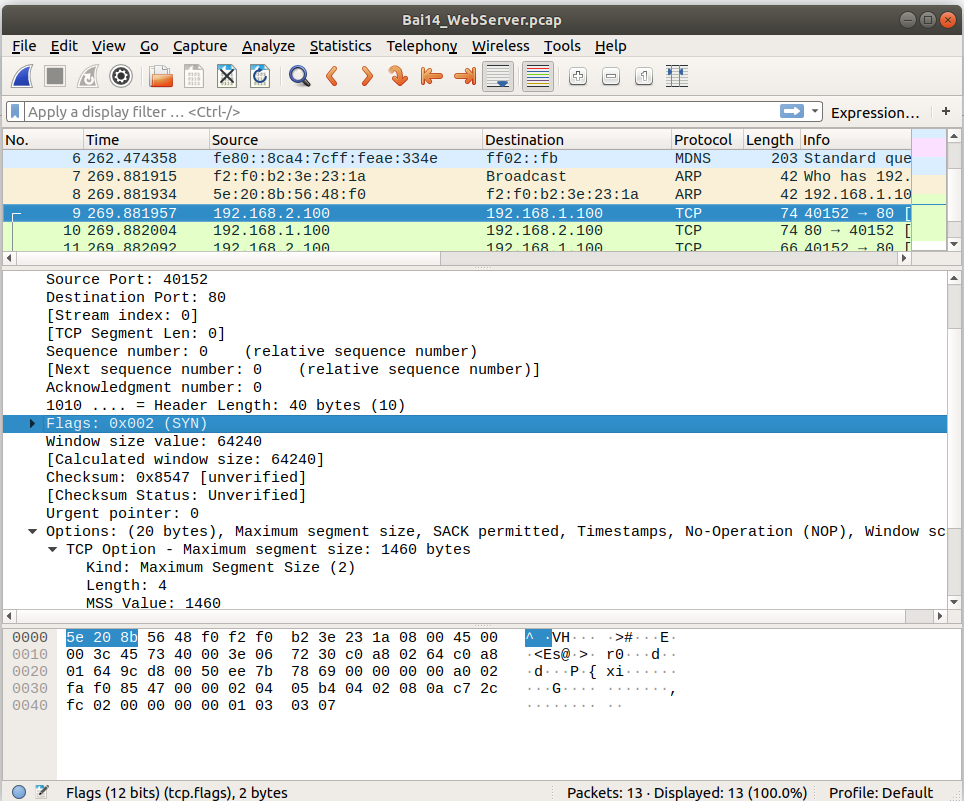 Bai14_WebServer.pcap
File Edit View Go Capture Analyze Statistics Telephony Wireless Tools Help
Apply a display filter … <Ctrl-/> Expression… +
No. Time Source Destination Protocol Length Info
6 262.474358 fe80::8ca4:7cff:feae:334e ff02::fb MDNS 203 Standard que
7 269.881915 f2:f0:b2:3e:23:1a Broadcast ARP 42 Who has 192.
8 269.881934 5e:20:8b:56:48:f0 f2:f0:b2:3e:23:1a ARP 42 192.168.1.10
9 269.881957 192.168.2.100 192.168.1.100 TCP 74 40152 → 80 [
10 269.882004 192.168.1.100 192.168.2.100 TCP 74 80 → 40152 [
11 269.882092 192.168.2.100 192.168.1.100 TCP 66 40152 → 80 [
Source Port: 40152
Destination Port: 80
[Stream index: 0]
[TCP Segment Len: 0]
Sequence number: 0 (relative sequence number)
[Next sequence number: 0 (relative sequence number)]
Acknowledgment number: 0
1010 .... = Header Length: 40 bytes (10)
Flags: 0x002 (SYN)
Window size value: 64240
[Calculated window size: 64240]
Checksum: 0x8547 [unverified]
[Checksum Status: Unverified]
Urgent pointer: 0
Options: (20 bytes), Maximum segment size, SACK permitted, Timestamps, No-Operation (NOP), Window sc
TCP Option - Maximum segment size: 1460 bytes
Kind: Maximum Segment Size (2)
Length: 4
MSS Value: 1460
0000 5e 20 8b 56 48 f0 f2 f0 b2 3e 23 1a 08 00 45 00 ^ ·VH··· ·>#···E·
0010 00 3c 45 73 40 00 3e 06 72 30 c0 a8 02 64 c0 a8 ·<Es@·>· r0···d··
0020 01 64 9c d8 00 50 ee 7b 78 69 00 00 00 00 a0 02 ·d···P·{ xi······
0030 fa f0 85 47 00 00 02 04 05 b4 04 02 08 0a c7 2c ···G···· ·······,
0040 fc 02 00 00 00 00 01 03 03 07 ········ ··
Flags (12 bits) (tcp.flags), 2 bytes Packets: 13 · Displayed: 13 (100.0%) Profile: Default